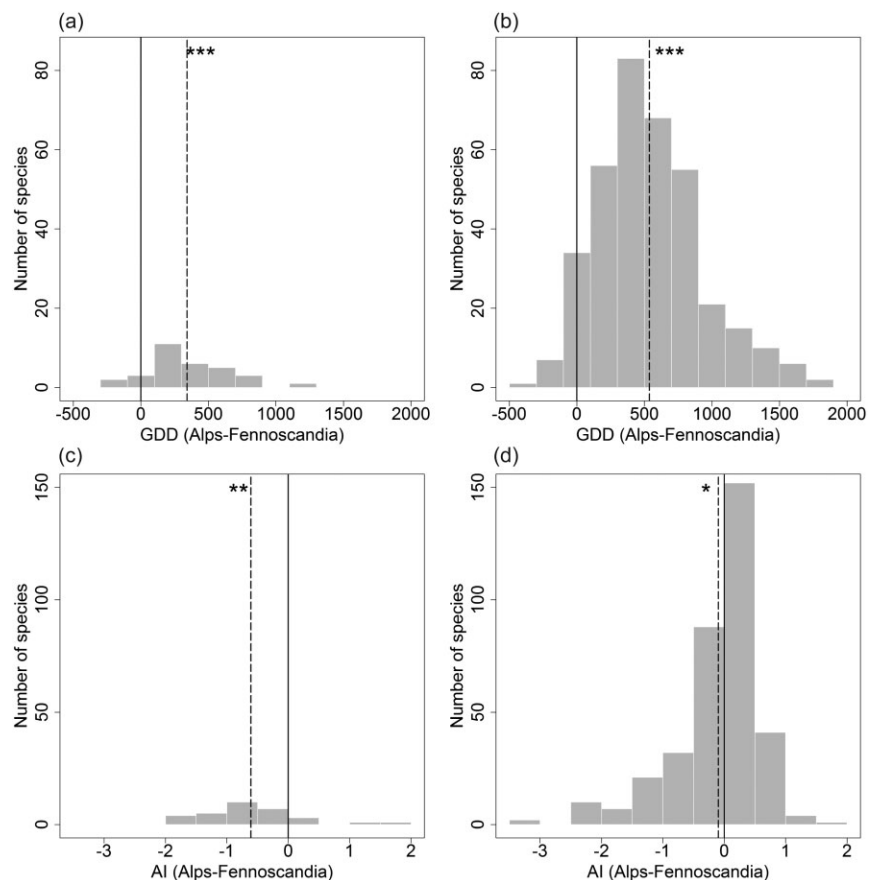 (a)
***
Number of species
0 20 40 60 80
-500 0 500 1000 1500 2000
GDD (Alps-Fennoscandia)
(b)
***
Number of species
0 20 40 60 80
-500 0 500 1000 1500 2000
GDD (Alps-Fennoscandia)
(c)
**
Number of species
0 50 100 150
-3 -2 -1 0 1 2
AI (Alps-Fennoscandia)
(d)
*
Number of species
0 50 100 150
-3 -2 -1 0 1 2
AI (Alps-Fennoscandia)